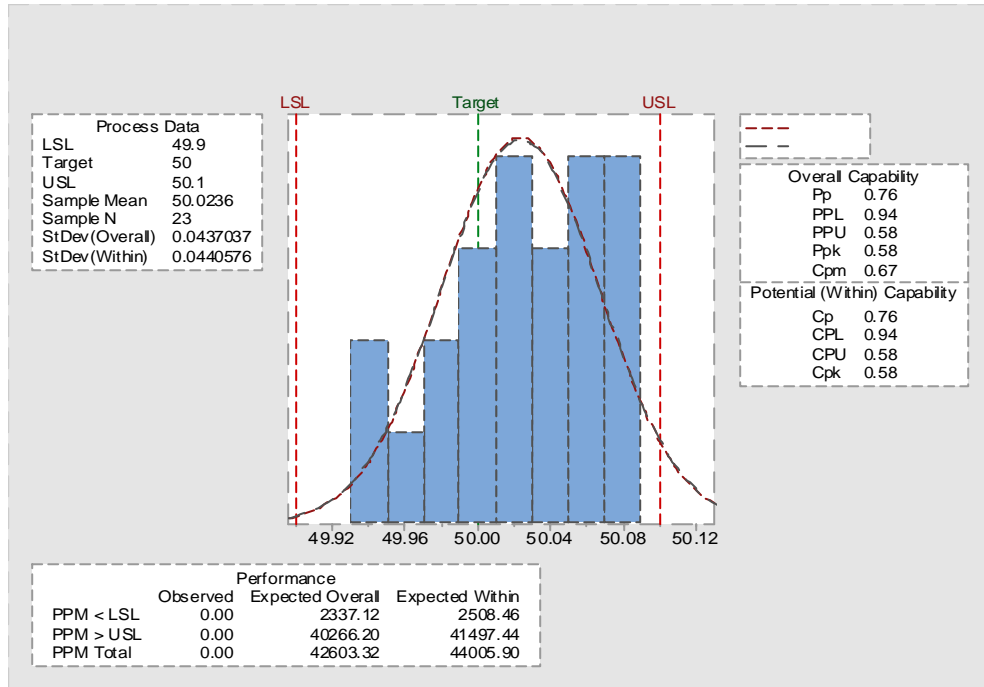 LSL Target USL
Process Data
LSL 49.9
Target 50
USL 50.1
Sample Mean 50.0236
Sample N 23
StDev(Overall) 0.0437037
StDev(Within) 0.0440576
Overall Capability
Pp 0.76
PPL 0.94
PPU 0.58
Ppk 0.58
Cpm 0.67
Potential (Within) Capability
Cp 0.76
CPL 0.94
CPU 0.58
Cpk 0.58
49.92 49.96 50.00 50.04 50.08 50.12
Performance
Observed Expected Overall Expected Within
PPM < LSL 0.00 2337.12 2508.46
PPM > USL 0.00 40266.20 41497.44
PPM Total 0.00 42603.32 44005.90